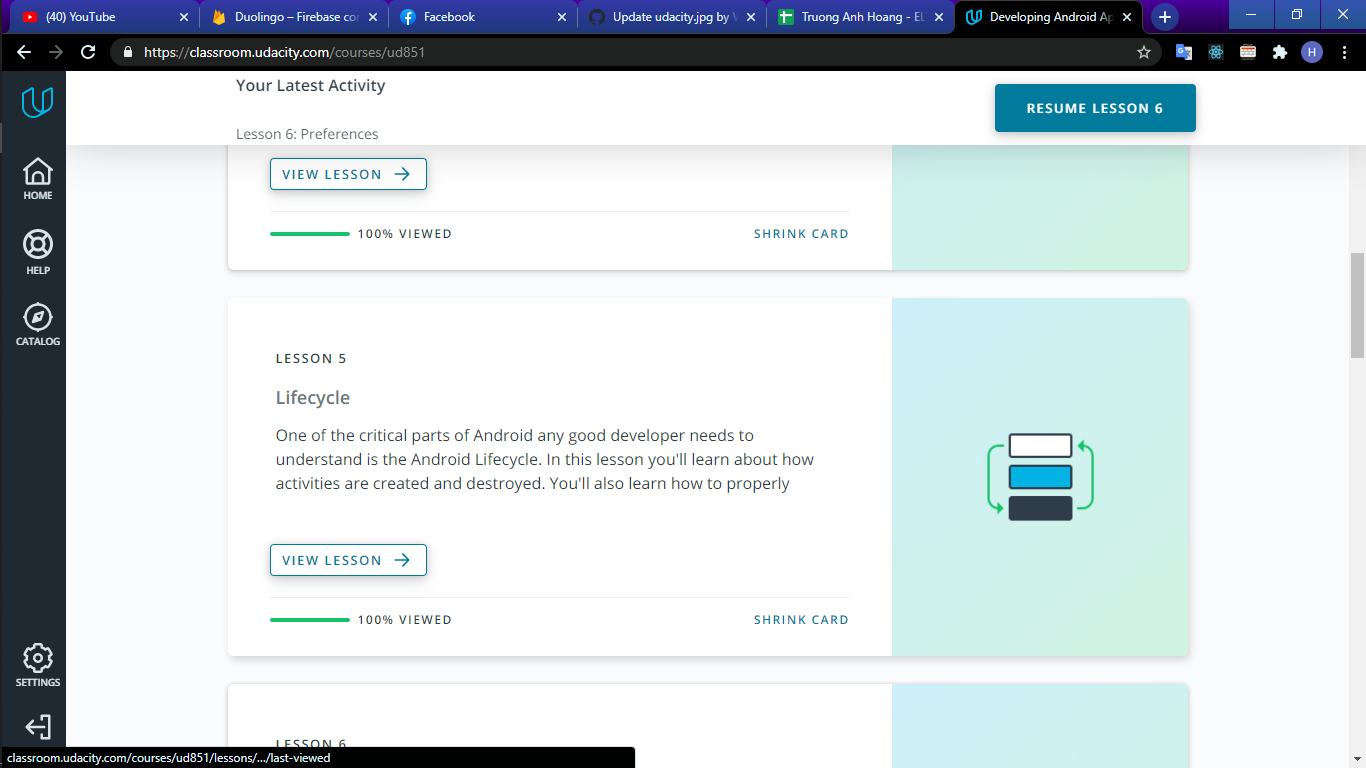 (40) YouTube
Duolingo – Firebase co
Facebook
Update udacity.jpg by
Truong Anh Hoang - EL
Developing Android Ap
https://classroom.udacity.com/courses/ud851
H
Your Latest Activity
RESUME LESSON 6
Lesson 6: Preferences
HOME
HELP
CATALOG
SETTINGS
VIEW LESSON
100% VIEWED
SHRINK CARD
LESSON 5
Lifecycle
One of the critical parts of Android any good developer needs to
understand is the Android Lifecycle. In this lesson you'll learn about how
activities are created and destroyed. You'll also learn how to properly
VIEW LESSON
100% VIEWED
SHRINK CARD
LESSON 6
classroom.udacity.com/courses/ud851/lessons/.../last-viewed